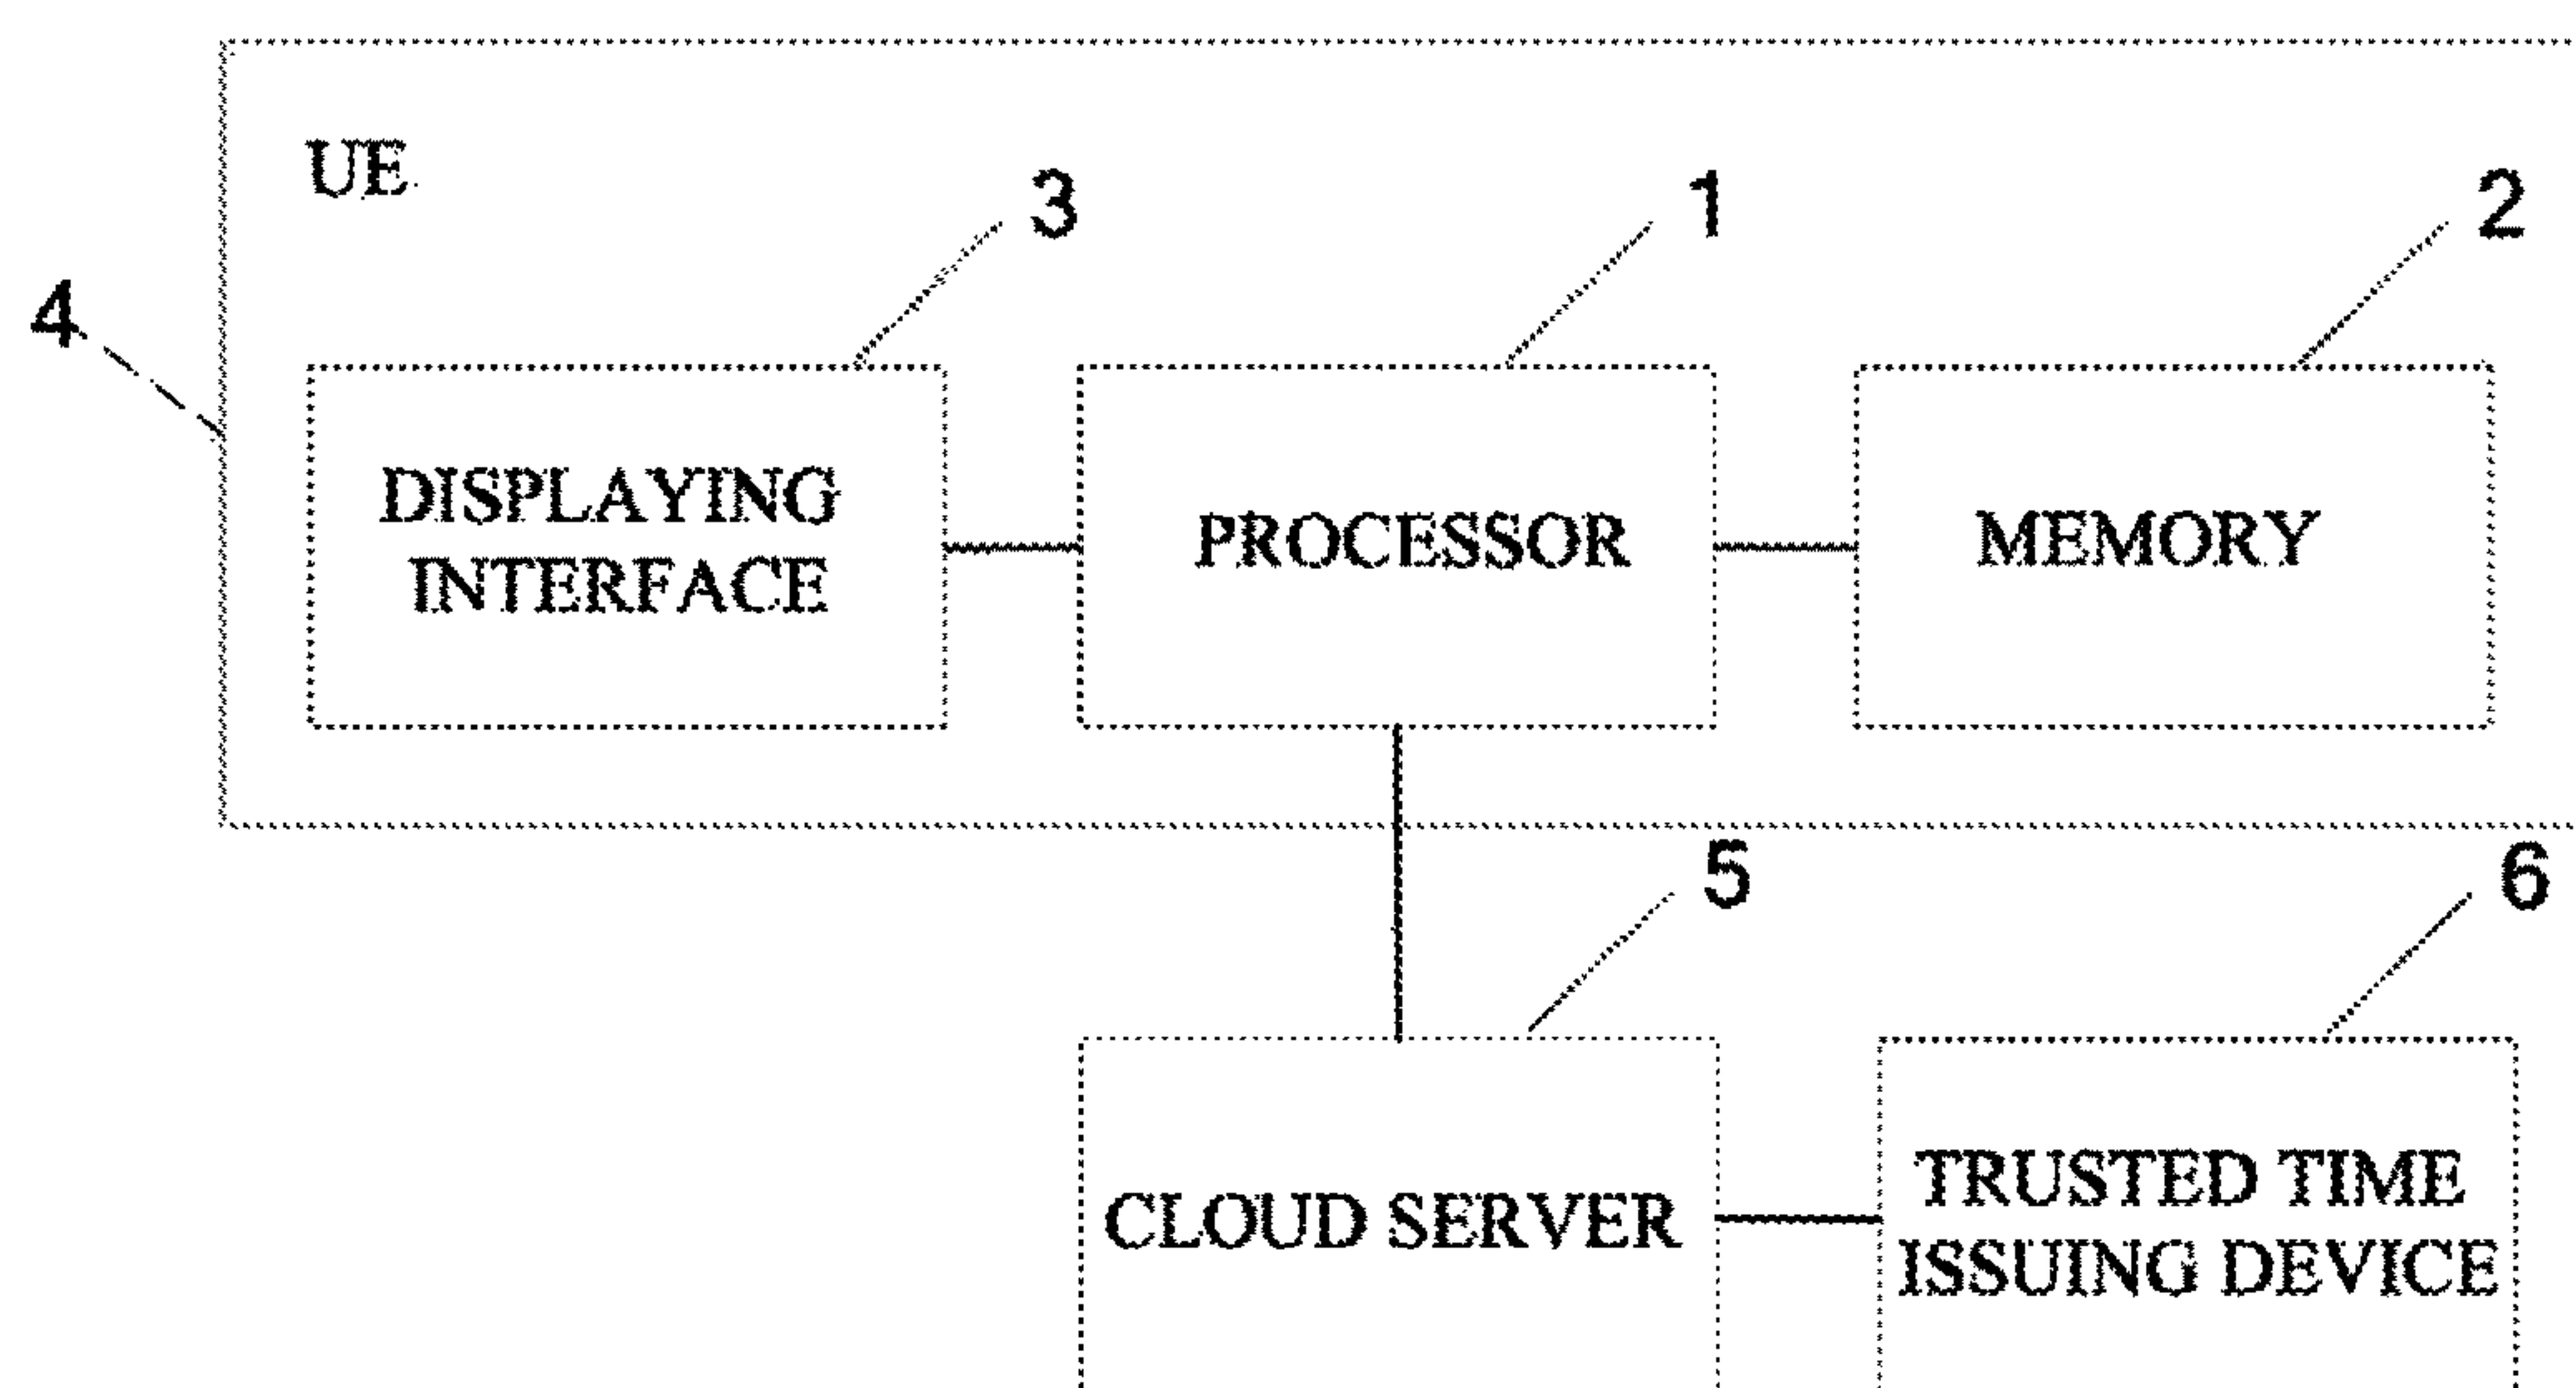 UE
3
1
2
4
DISPLAYING
INTERFACE
PROCESSOR
MEMORY
5
6
CLOUD SERVER
TRUSTED TIME
ISSUING DEVICE